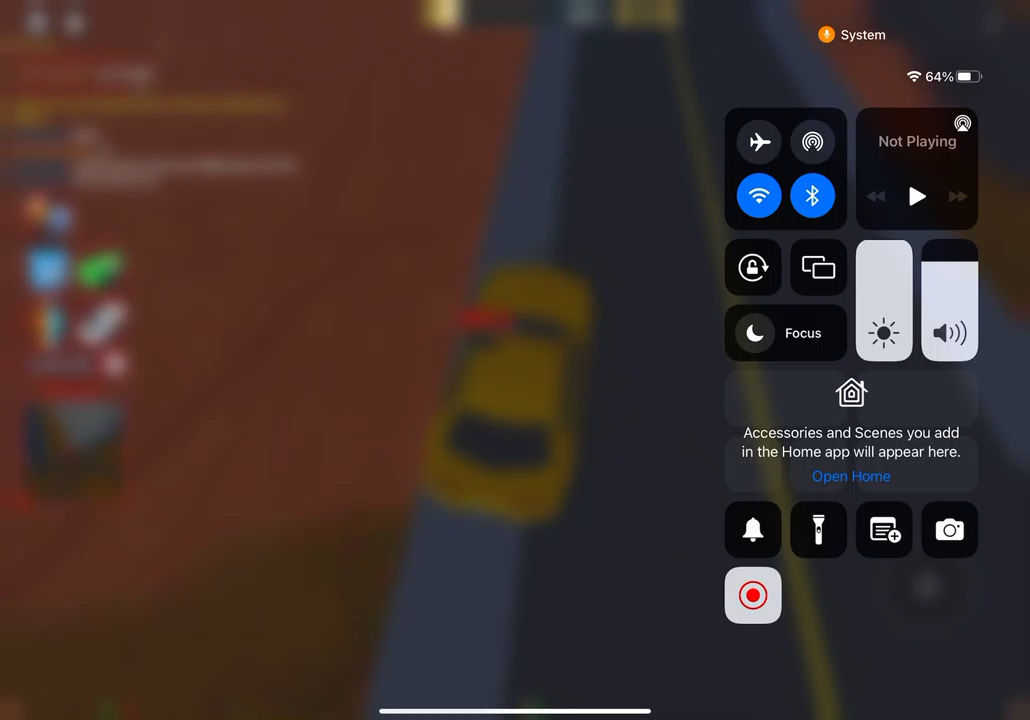 System
64%
Not Playing
Focus
Accessories and Scenes you add
in the Home app will appear here.
Open Home